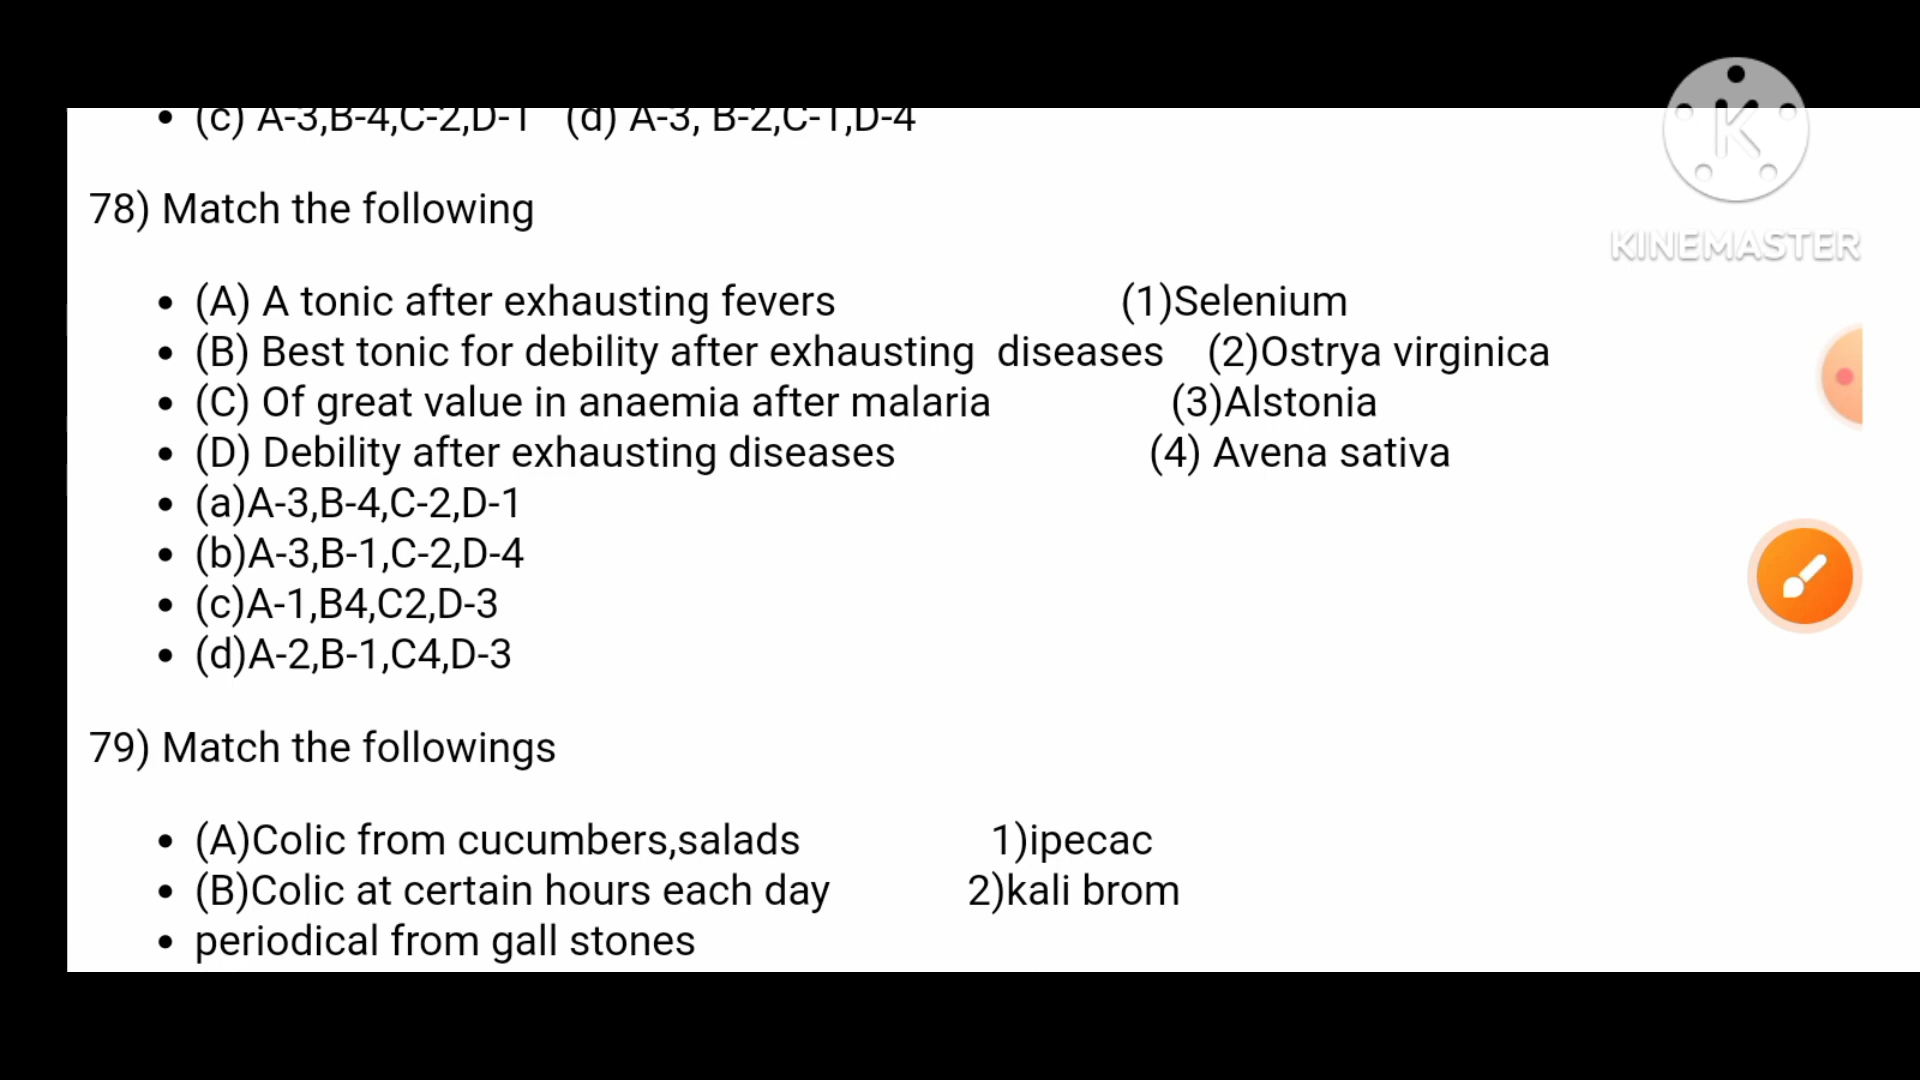 • (c) A-3,B-4,C-2,D-1 (d) A-3, B-2,C-1,D-4
78) Match the following
• (A) A tonic after exhausting fevers (1)Selenium
• (B) Best tonic for debility after exhausting diseases (2)Ostrya virginica
• (C) Of great value in anaemia after malaria (3)Alstonia
• (D) Debility after exhausting diseases (4) Avena sativa
• (a)A-3,B-4,C-2,D-1
• (b)A-3,B-1,C-2,D-4
• (c)A-1,B4,C2,D-3
• (d)A-2,B-1,C4,D-3
79) Match the followings
• (A)Colic from cucumbers,salads 1)ipecac
• (B)Colic at certain hours each day 2)kali brom
• periodical from gall stones
K
KINEMASTER